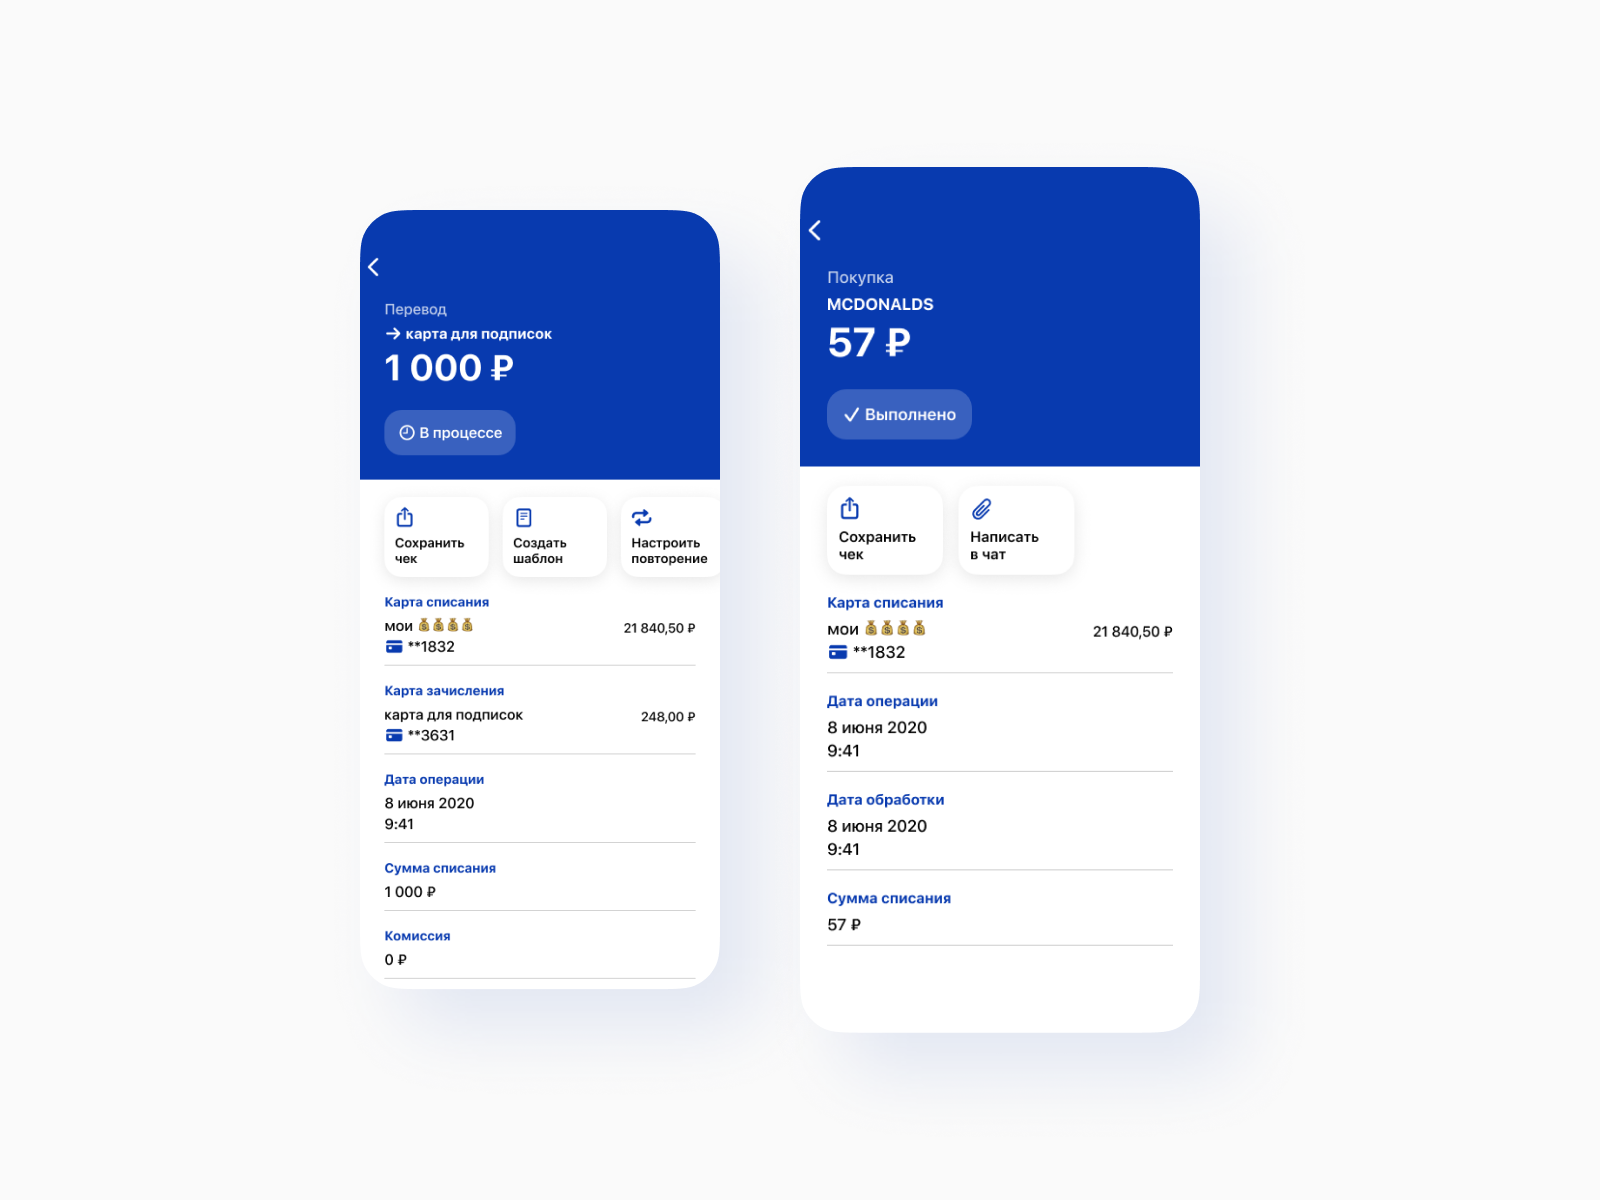 Перевод
→ карта для подписок
1 000 ₽
В процессе
Сохранить
чек
Создать
шаблон
Настроить
повторение
Карта списания
мои 💰💰💰💰
21 840,50 ₽
**1832
Карта зачисления
карта для подписок
248,00 ₽
**3631
Дата операции
8 июня 2020
9:41
Сумма списания
1 000 ₽
Комиссия
0 ₽
Покупка
MCDONALDS
57 ₽
Выполнено
Сохранить
чек
Написать
в чат
Карта списания
мои 💰💰💰💰
21 840,50 ₽
**1832
Дата операции
8 июня 2020
9:41
Дата обработки
8 июня 2020
9:41
Сумма списания
57 ₽